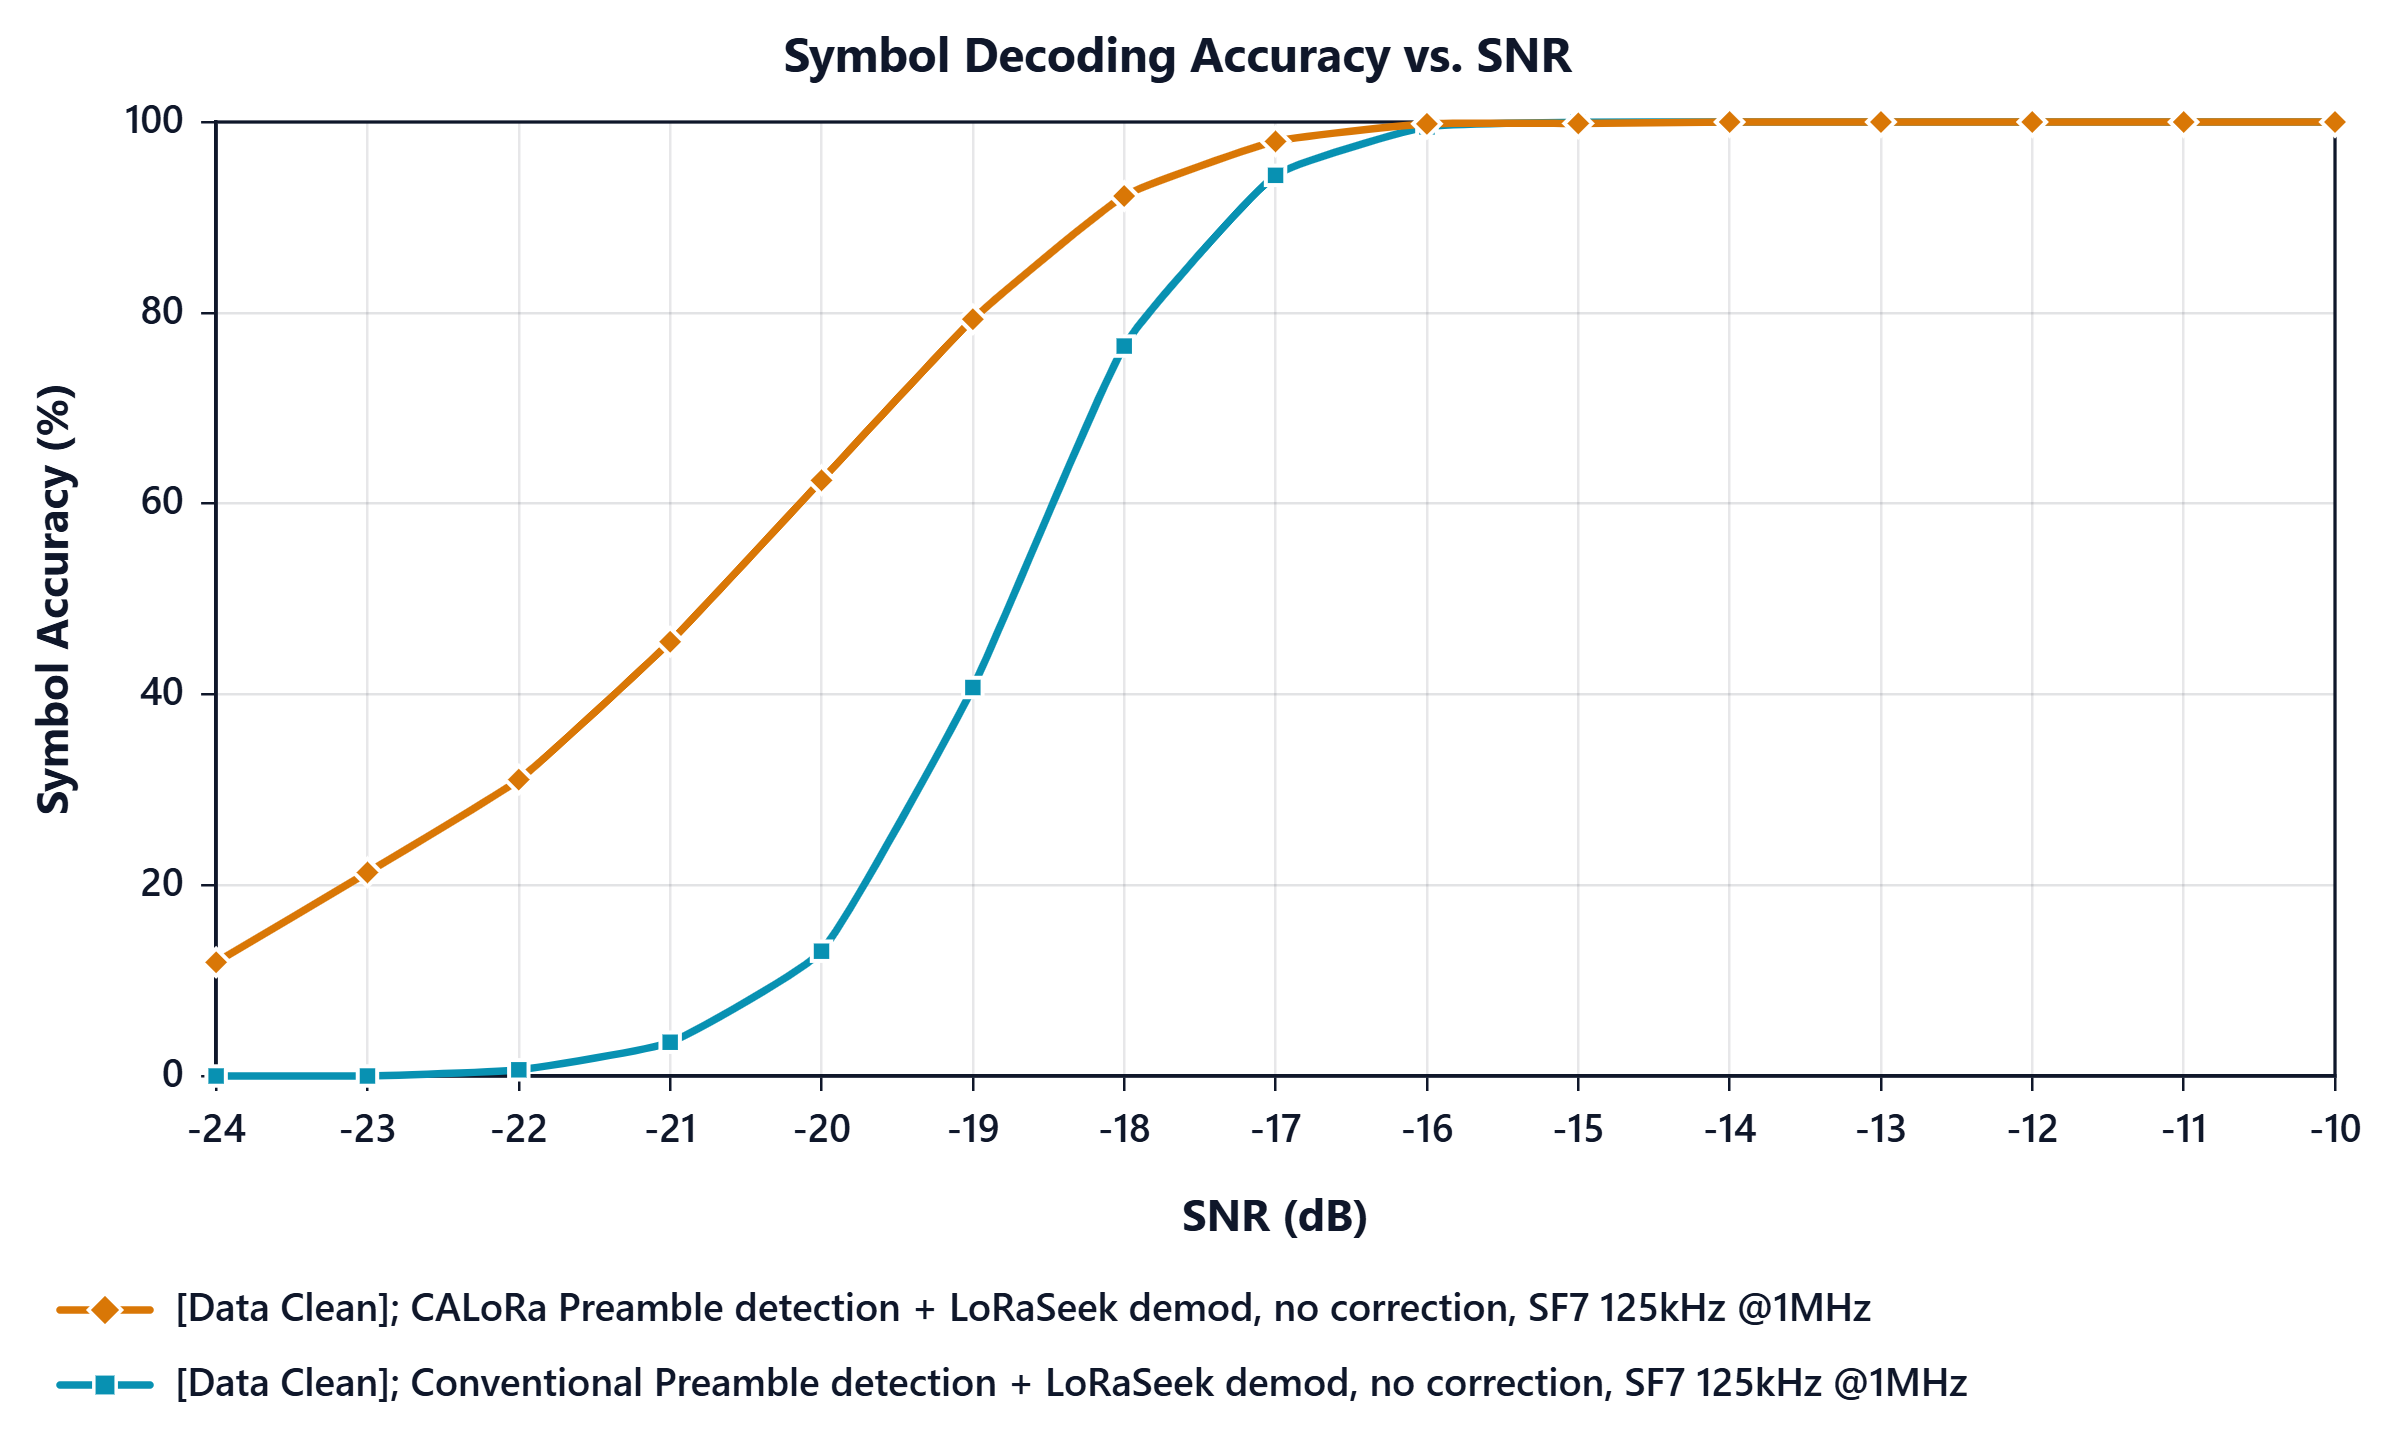 Symbol Decoding Accuracy vs. SNR
100
80
60
40
20
0
Symbol Accuracy (%)
-24 -23 -22 -21 -20 -19 -18 -17 -16 -15 -14 -13 -12 -11 -10
SNR (dB)
[Data Clean]; CALoRa Preamble detection + LoRaSeek demod, no correction, SF7 125kHz @1MHz
[Data Clean]; Conventional Preamble detection + LoRaSeek demod, no correction, SF7 125kHz @1MHz